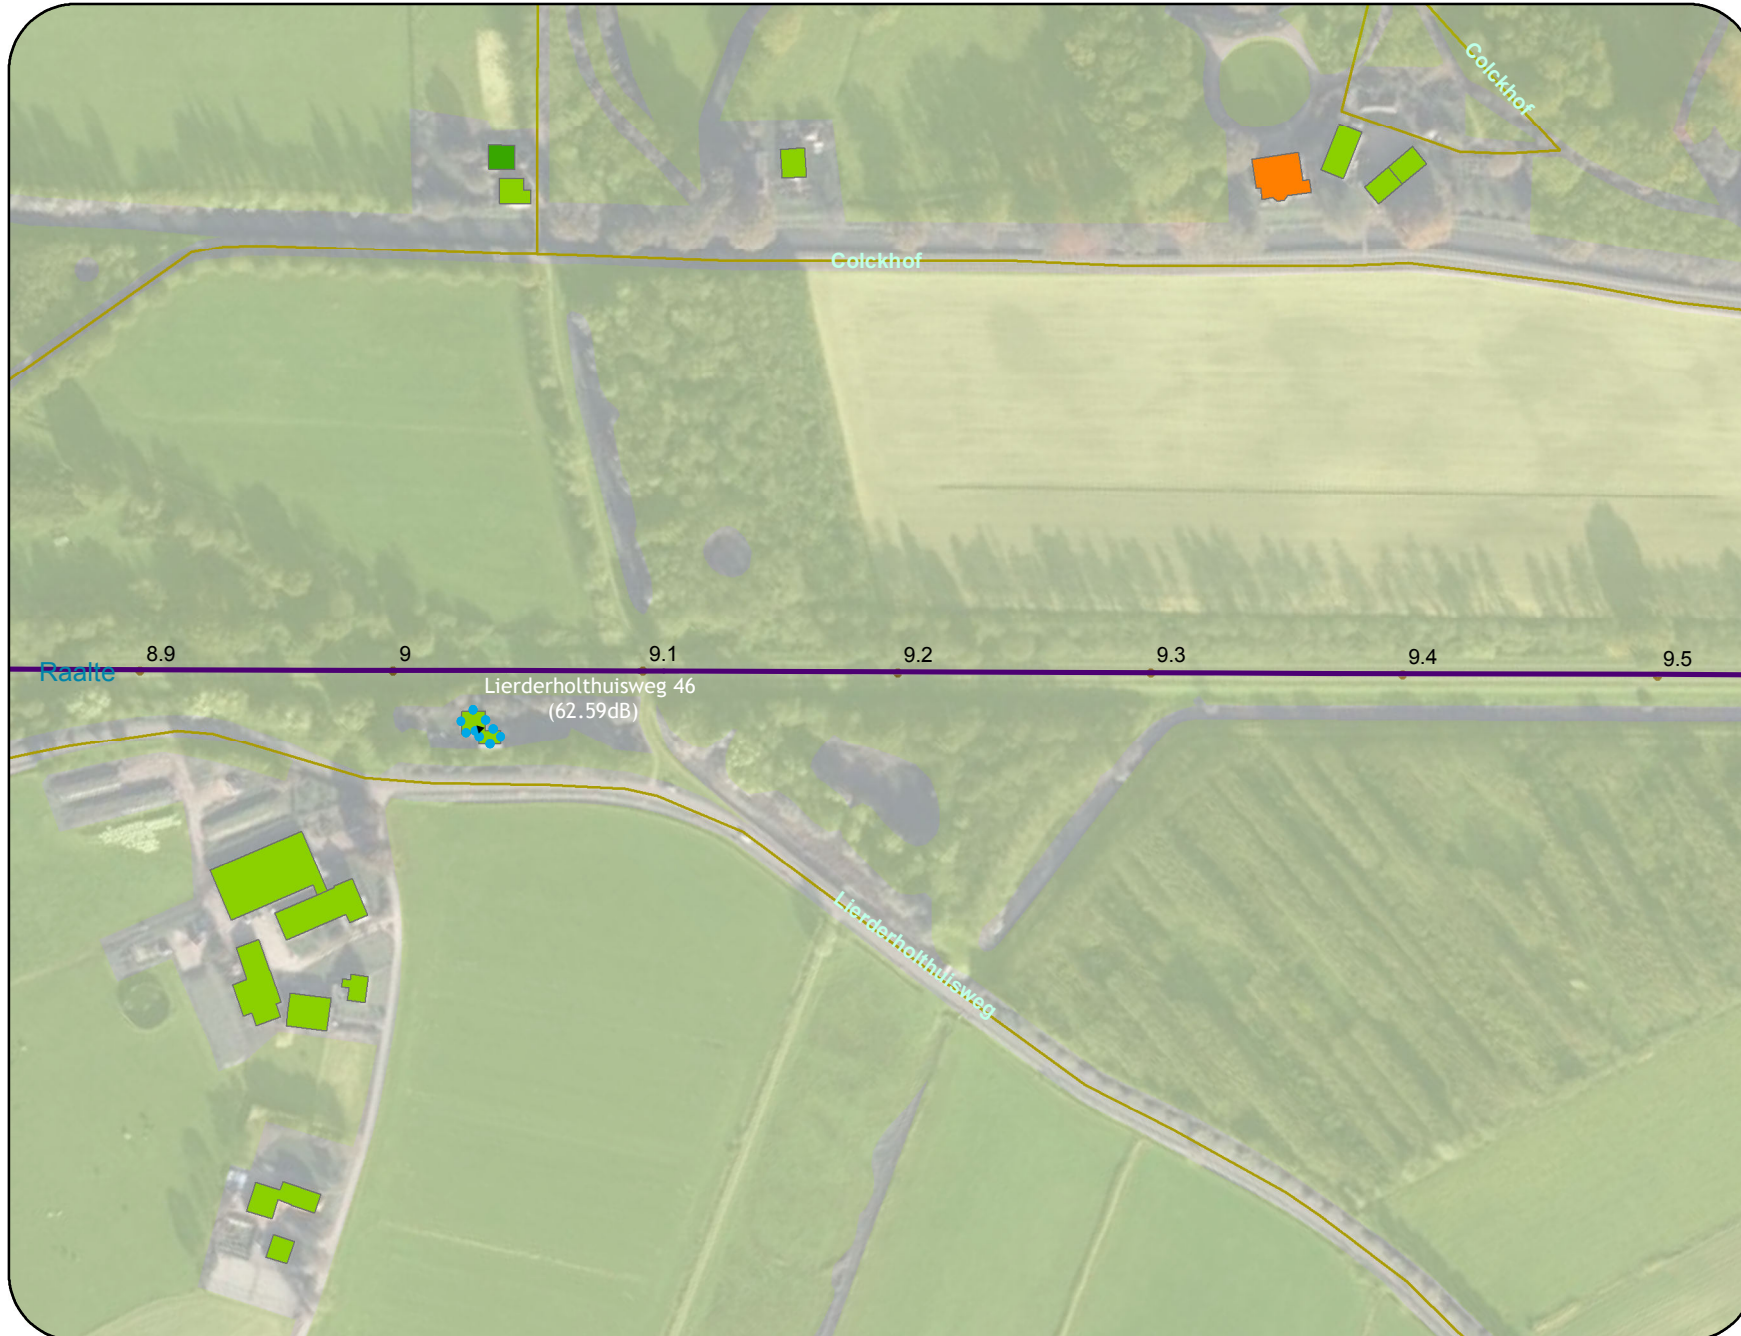 Colckhof
Colckhof
8.9 9 9.1 9.2 9.3 9.4 9.5
Raalte
Lierderholthuisweg 46
(62.59dB)
Lierderholthuisweg